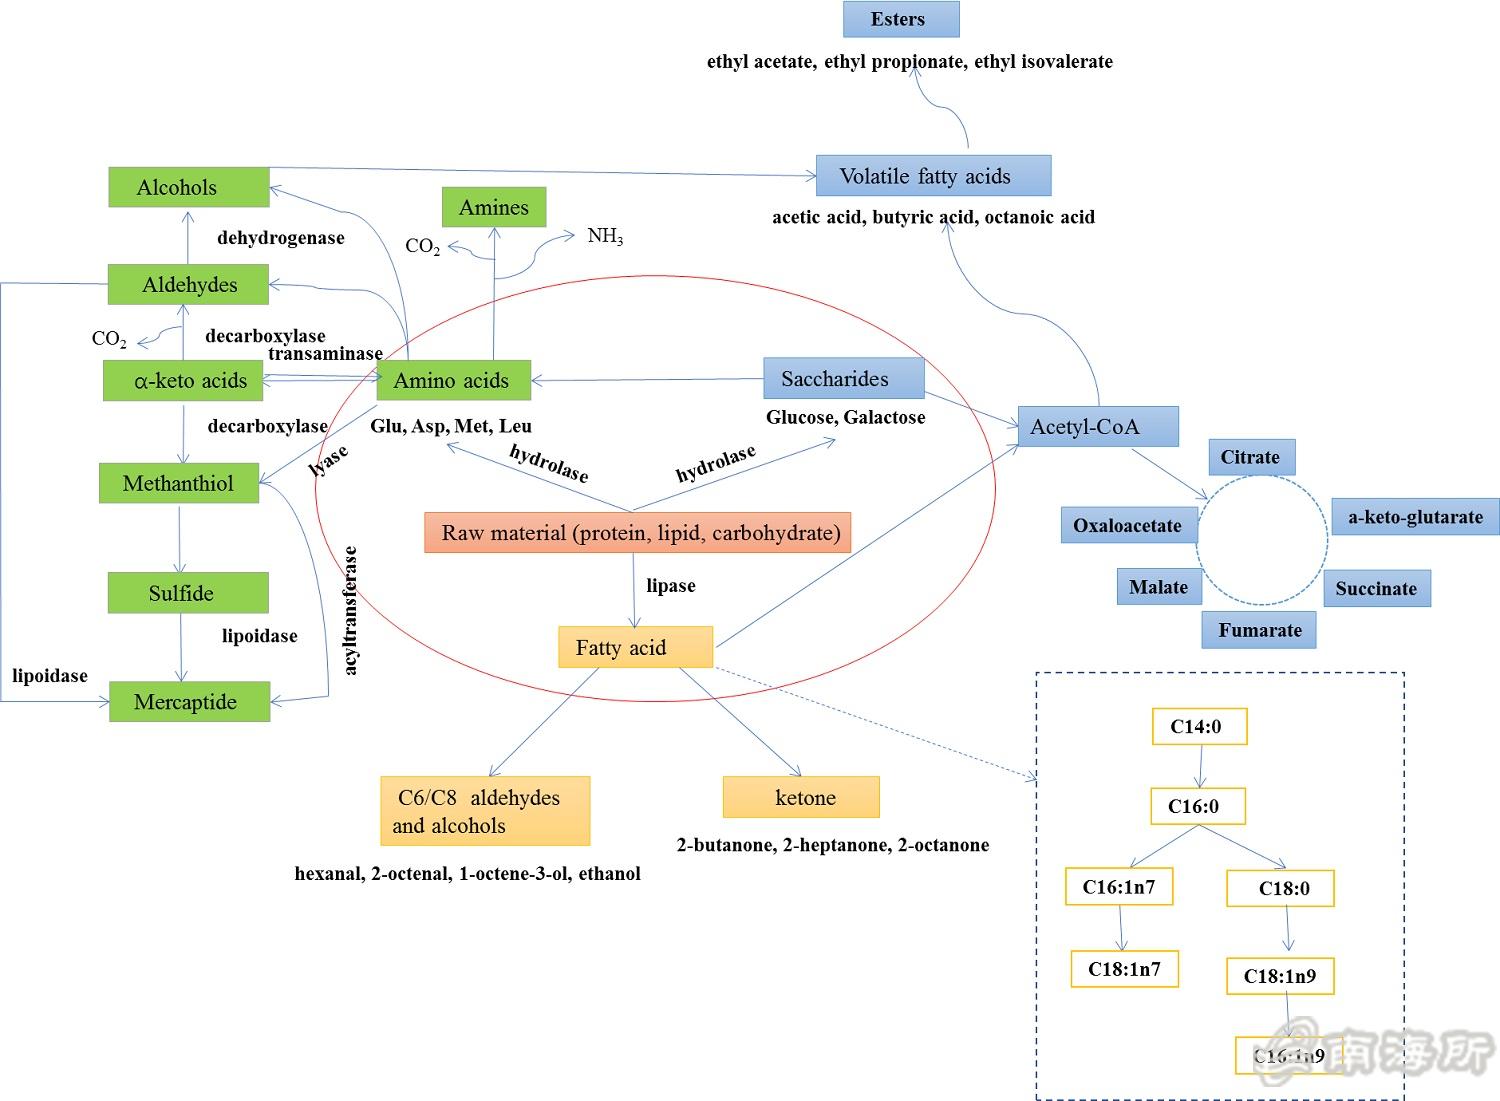 Esters
ethyl acetate, ethyl propionate, ethyl isovalerate
Alcohols
Volatile fatty acids
Amines
acetic acid, butyric acid, octanoic acid
dehydrogenase
CO2
NH3
Aldehydes
CO2
decarboxylase
transaminase
α-keto acids
Amino acids
Saccharides
Glu, Asp, Met, Leu
Glucose, Galactose
Acetyl-CoA
decarboxylase
lyase
hydrolase
hydrolase
Citrate
Methanthiol
Oxaloacetate
a-keto-glutarate
Raw material (protein, lipid, carbohydrate)
Sulfide
lipase
Malate
Succinate
acyltransferase
lipoidase
Fumarate
Fatty acid
lipoidase
Mercaptide
C14:0
C6/C8 aldehydes
and alcohols
ketone
C16:0
2-butanone, 2-heptanone, 2-octanone
hexanal, 2-octenal, 1-octene-3-ol, ethanol
C16:1n7
C18:0
C18:1n7
C18:1n9
C16:1n9
南海所